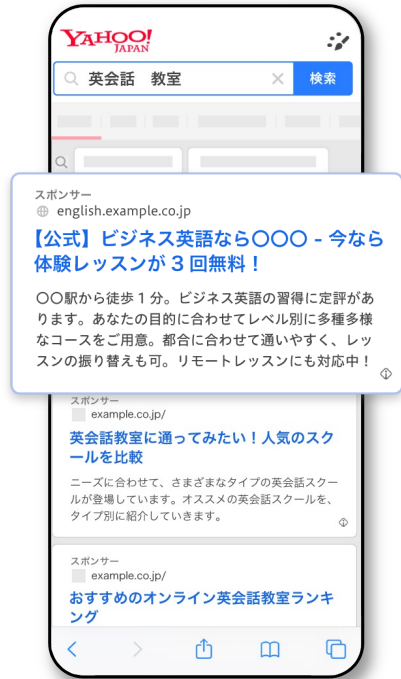 YAHOO!
JAPAN
英会話　教室
検索
スポンサー
english.example.co.jp
【公式】ビジネス英語なら〇〇〇 - 今なら
体験レッスンが 3 回無料！
〇〇駅から徒歩 1 分。ビジネス英語の習得に定評があ
ります。あなたの目的に合わせてレベル別に多種多様
なコースをご用意。都合に合わせて通いやすく、レッ
スンの振り替えも可。リモートレッスンにも対応中！
スポンサー
example.co.jp/
英会話教室に通ってみたい！人気のスク
ールを比較
ニーズに合わせて、さまざまなタイプの英会話スクー
ルが登場しています。オススメの英会話スクールを、
タイプ別に紹介していきます。
スポンサー
example.co.jp/
おすすめのオンライン英会話教室ランキ
ング